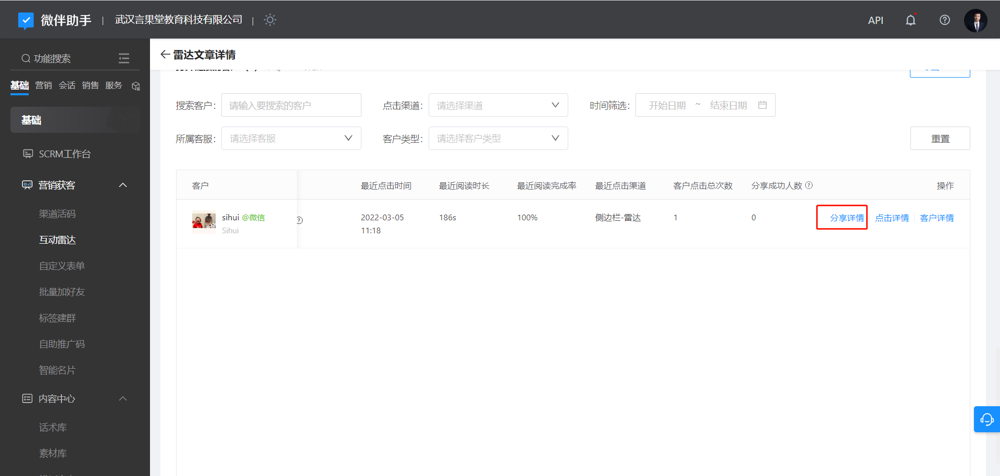 微伴助手 | 武汉言果堂教育科技有限公司 | API
功能搜索
基础 营销 会话 销售 服务
基础
SCRM工作台
营销获客
渠道活码
互动雷达
自定义表单
批量加好友
标签建群
自助推广码
智能名片
内容中心
话术库
素材库
雷达文章详情
搜索客户: 请输入要搜索的客户 点击渠道: 请选择渠道 时间筛选: 开始日期 ~ 结束日期
所属客服: 请选择客服 客户类型: 请选择客户类型 重置
客户 最近点击时间 最近阅读时长 最近阅读完成率 最近点击渠道 客户点击总次数 分享成功人数 操作
sihui @微信 2022-03-05 186s 100% 侧边栏-雷达 1 0 分享详情 点击详情 客户详情
Sihui 11:18